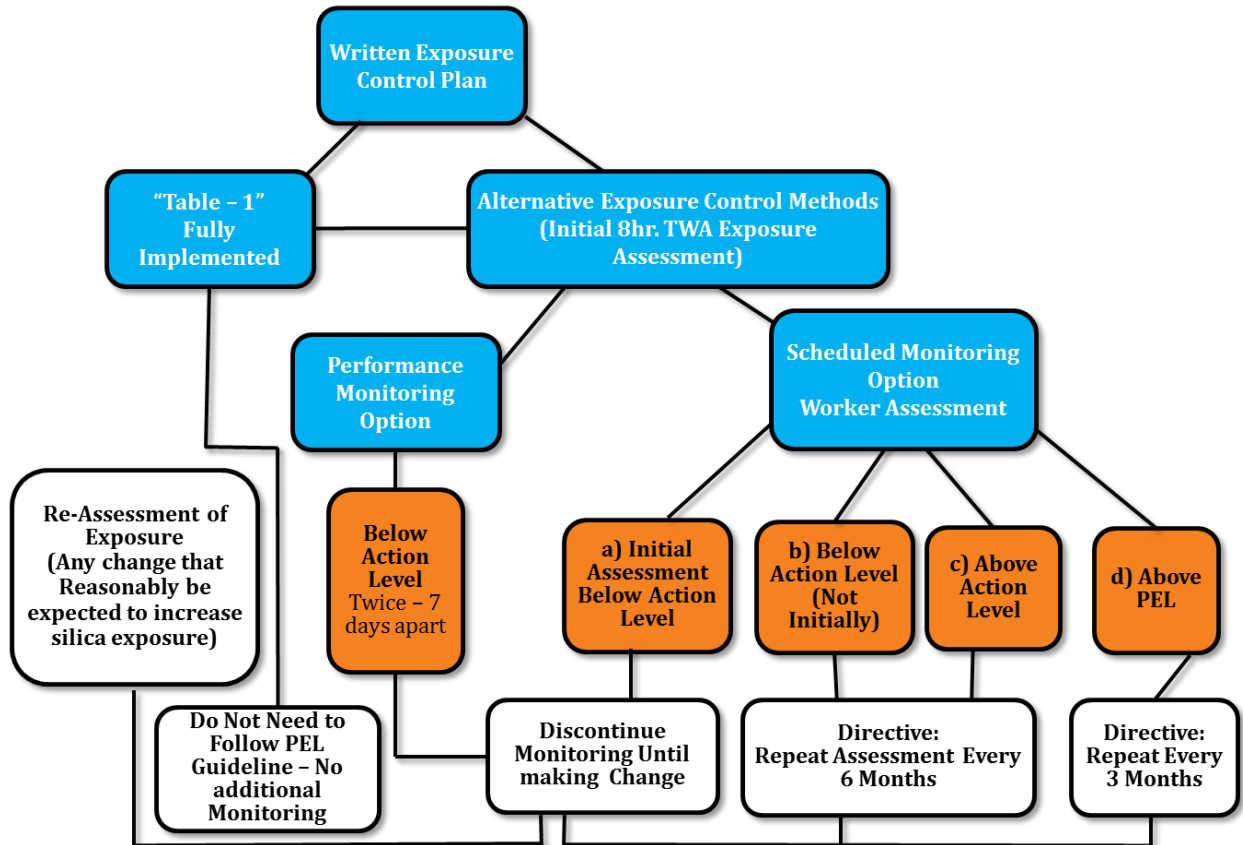 Written Exposure
Control Plan
“Table – 1”
Fully
Implemented
Alternative Exposure Control Methods
(Initial 8hr. TWA Exposure
Assessment)
Performance
Monitoring
Option
Scheduled Monitoring
Option
Worker Assessment
Re-Assessment of
Exposure
(Any change that
Reasonably be
expected to increase
silica exposure)
Below
Action
Level
Twice – 7
days apart
a) Initial
Assessment
Below Action
Level
b) Below
Action Level
(Not
Initially)
c) Above
Action
Level
d) Above
PEL
Do Not Need to
Follow PEL
Guideline – No
additional
Monitoring
Discontinue
Monitoring Until
making Change
Directive:
Repeat Assessment Every
6 Months
Directive:
Repeat Every
3 Months